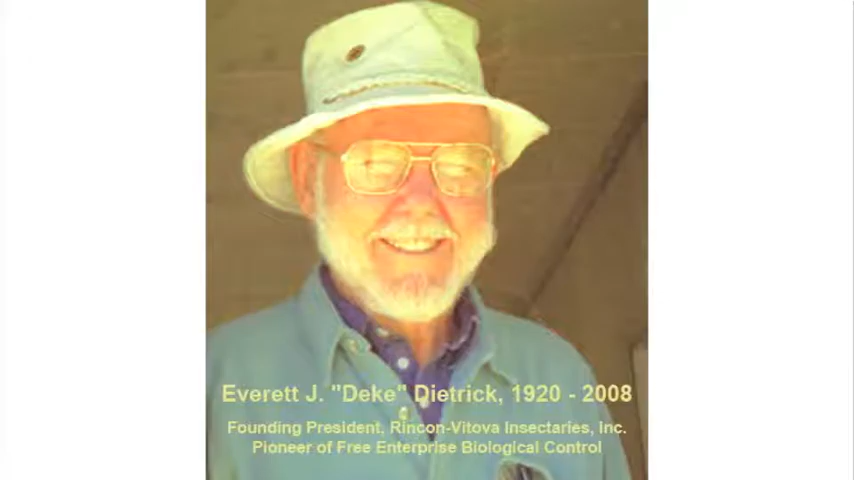 Everett J. "Deke" Dietrick, 1920 - 2008
Founding President, Rincon-Vitova Insectaries, Inc.
Pioneer of Free Enterprise Biological Control